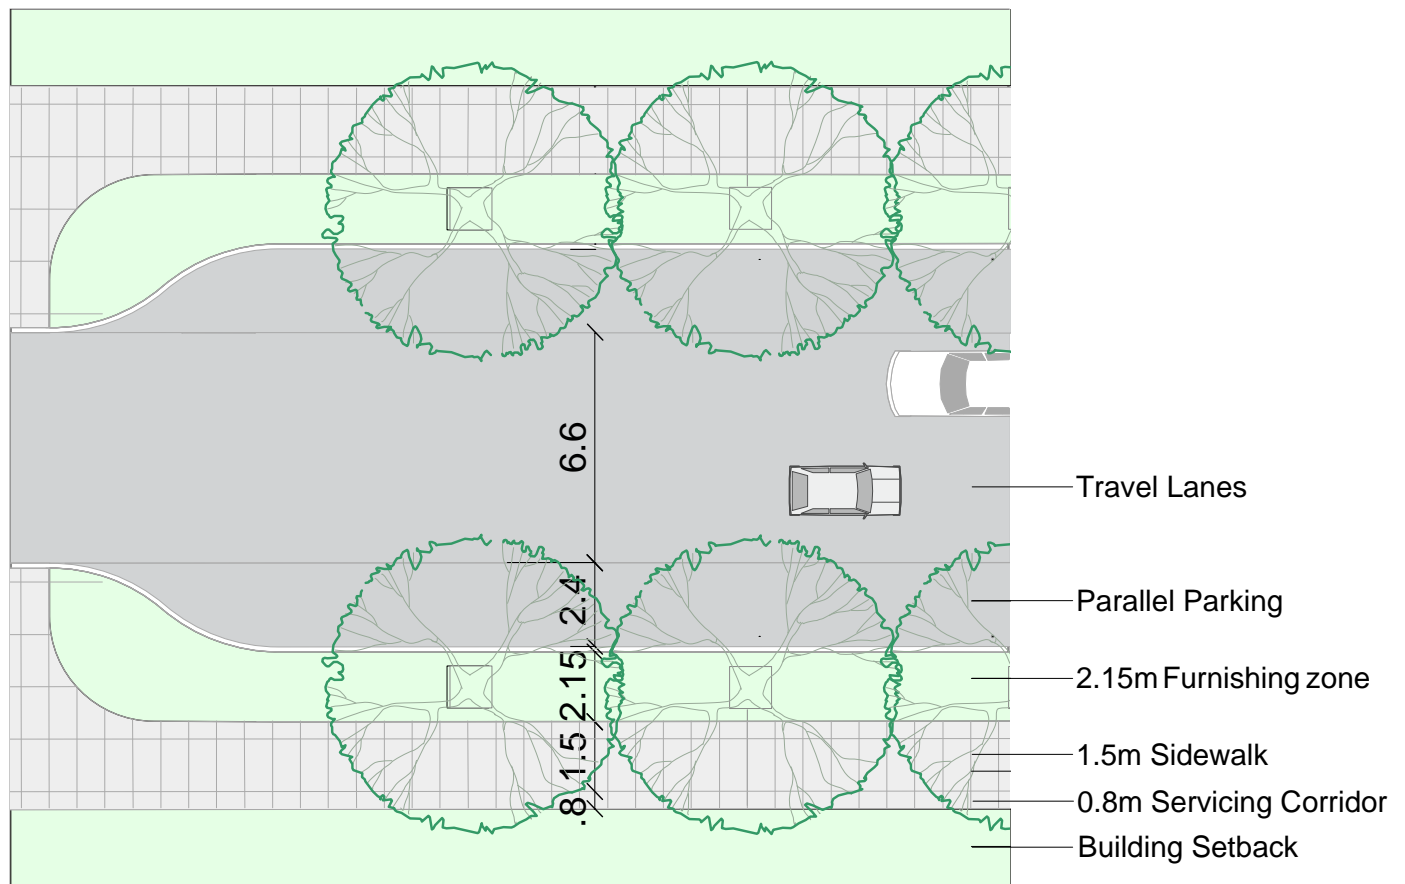 6.6
2.4
2.15
1.5
.8
Travel Lanes
Parallel Parking
2.15m Furnishing zone
1.5m Sidewalk
0.8m Servicing Corridor
Building Setback